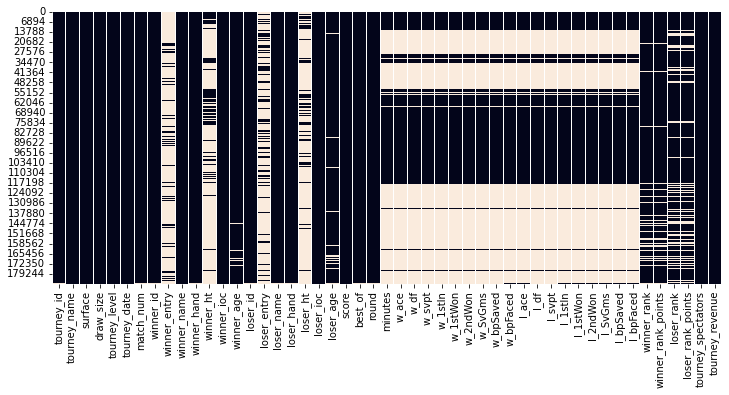 0
6894
13788
20682
27576
34470
41364
48258
55152
62046
68940
75834
82728
89622
96516
103410
110304
117198
124092
130986
137880
144774
151668
158562
165456
172350
179244
tourney_id
tourney_name
surface
draw_size
tourney_level
tourney_date
match_num
winner_id
winner_entry
winner_name
winner_hand
winner_ht
winner_ioc
winner_age
loser_id
loser_entry
loser_name
loser_hand
loser_ht
loser_ioc
loser_age
score
best_of
round
minutes
w_ace
w_df
w_svpt
w_1stIn
w_1stWon
w_2ndWon
w_SvGms
w_bpSaved
w_bpFaced
l_ace
l_df
l_svpt
l_1stIn
l_1stWon
l_2ndWon
l_SvGms
l_bpSaved
l_bpFaced
winner_rank
winner_rank_points
loser_rank
loser_rank_points
tourney_spectators
tourney_revenue